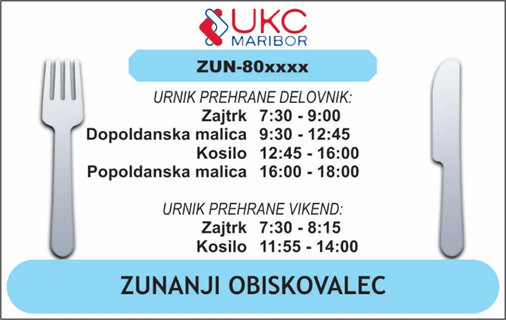 UKC
MARIBOR
ZUN-80xxxx
URNIK PREHRANE DELOVNIK:
Zajtrk 7:30 - 9:00
Dopoldanska malica 9:30 - 12:45
Kosilo 12:45 - 16:00
Popoldanska malica 16:00 - 18:00
URNIK PREHRANE VIKEND:
Zajtrk 7:30 - 8:15
Kosilo 11:55 - 14:00
ZUNANJI OBISKOVALEC